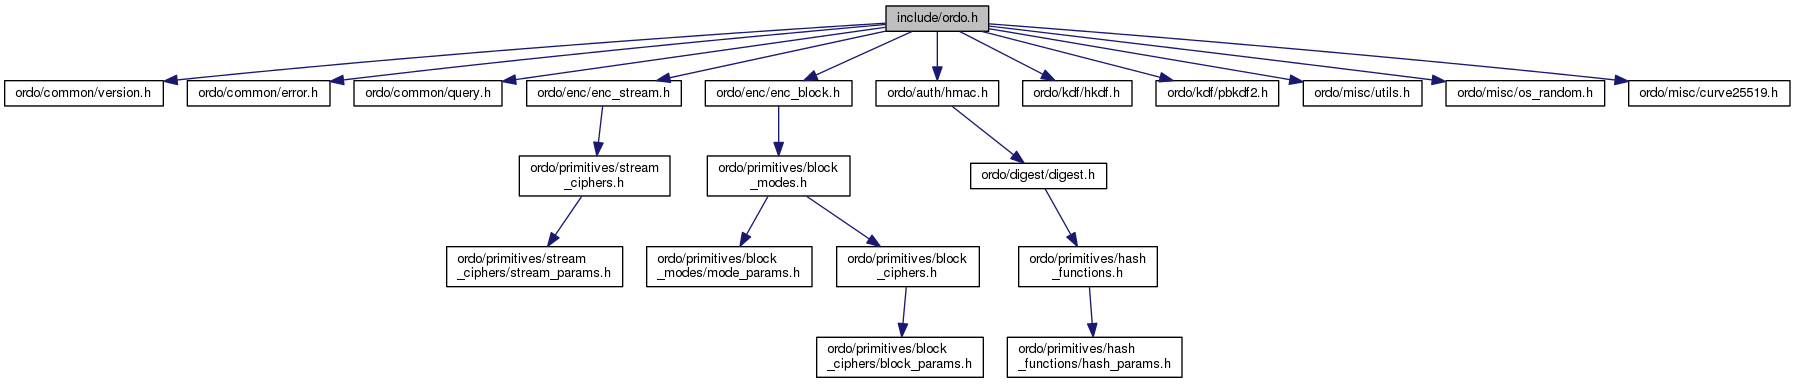 include/ordo.h
ordo/common/version.h
ordo/common/error.h
ordo/common/query.h
ordo/enc/enc_stream.h
ordo/enc/enc_block.h
ordo/auth/hmac.h
ordo/kdf/hkdf.h
ordo/kdf/pbkdf2.h
ordo/misc/utils.h
ordo/misc/os_random.h
ordo/misc/curve25519.h
ordo/primitives/stream
_ciphers.h
ordo/primitives/block
_modes.h
ordo/digest/digest.h
ordo/primitives/stream
_ciphers/stream_params.h
ordo/primitives/block
_modes/mode_params.h
ordo/primitives/block
_ciphers.h
ordo/primitives/hash
_functions.h
ordo/primitives/block
_ciphers/block_params.h
ordo/primitives/hash
_functions/hash_params.h